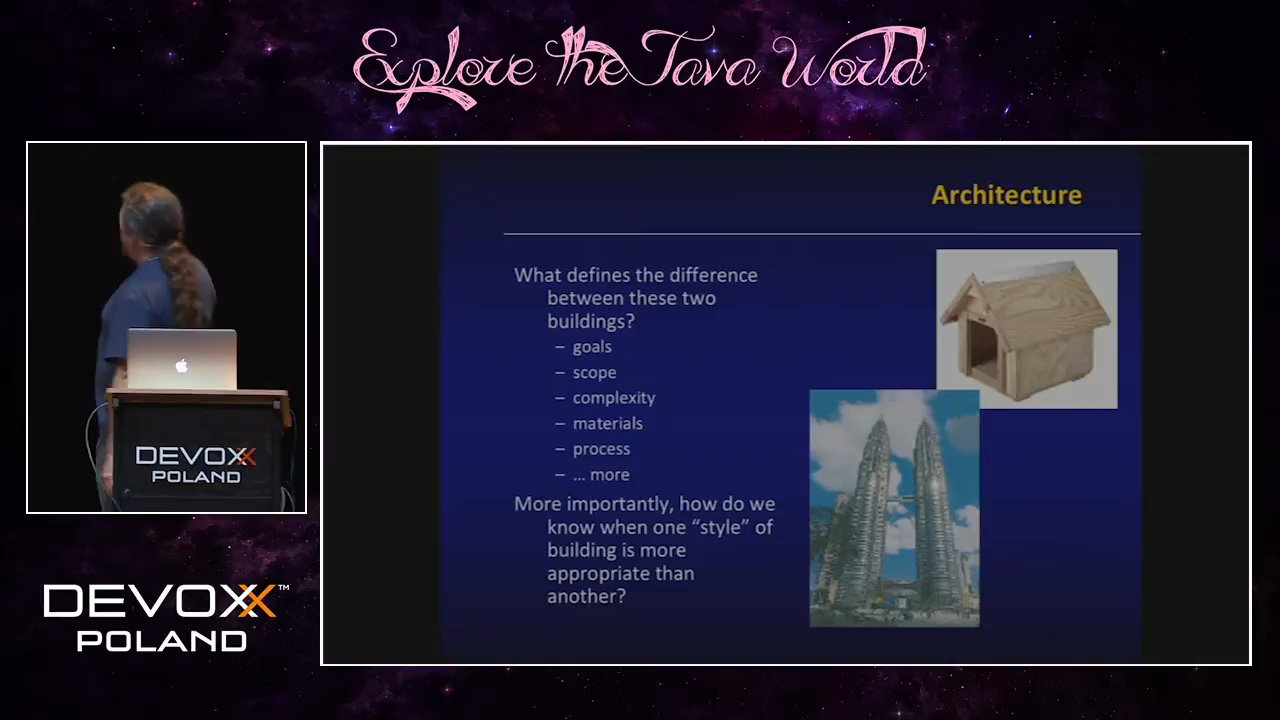 Explore the Java World
Architecture
What defines the difference
between these two
buildings?
– goals
– scope
– complexity
– materials
– process
– ... more
More importantly, how do we
know when one “style” of
building is more
appropriate than
another?
DEVOXX
POLAND
DEVOXX™
POLAND